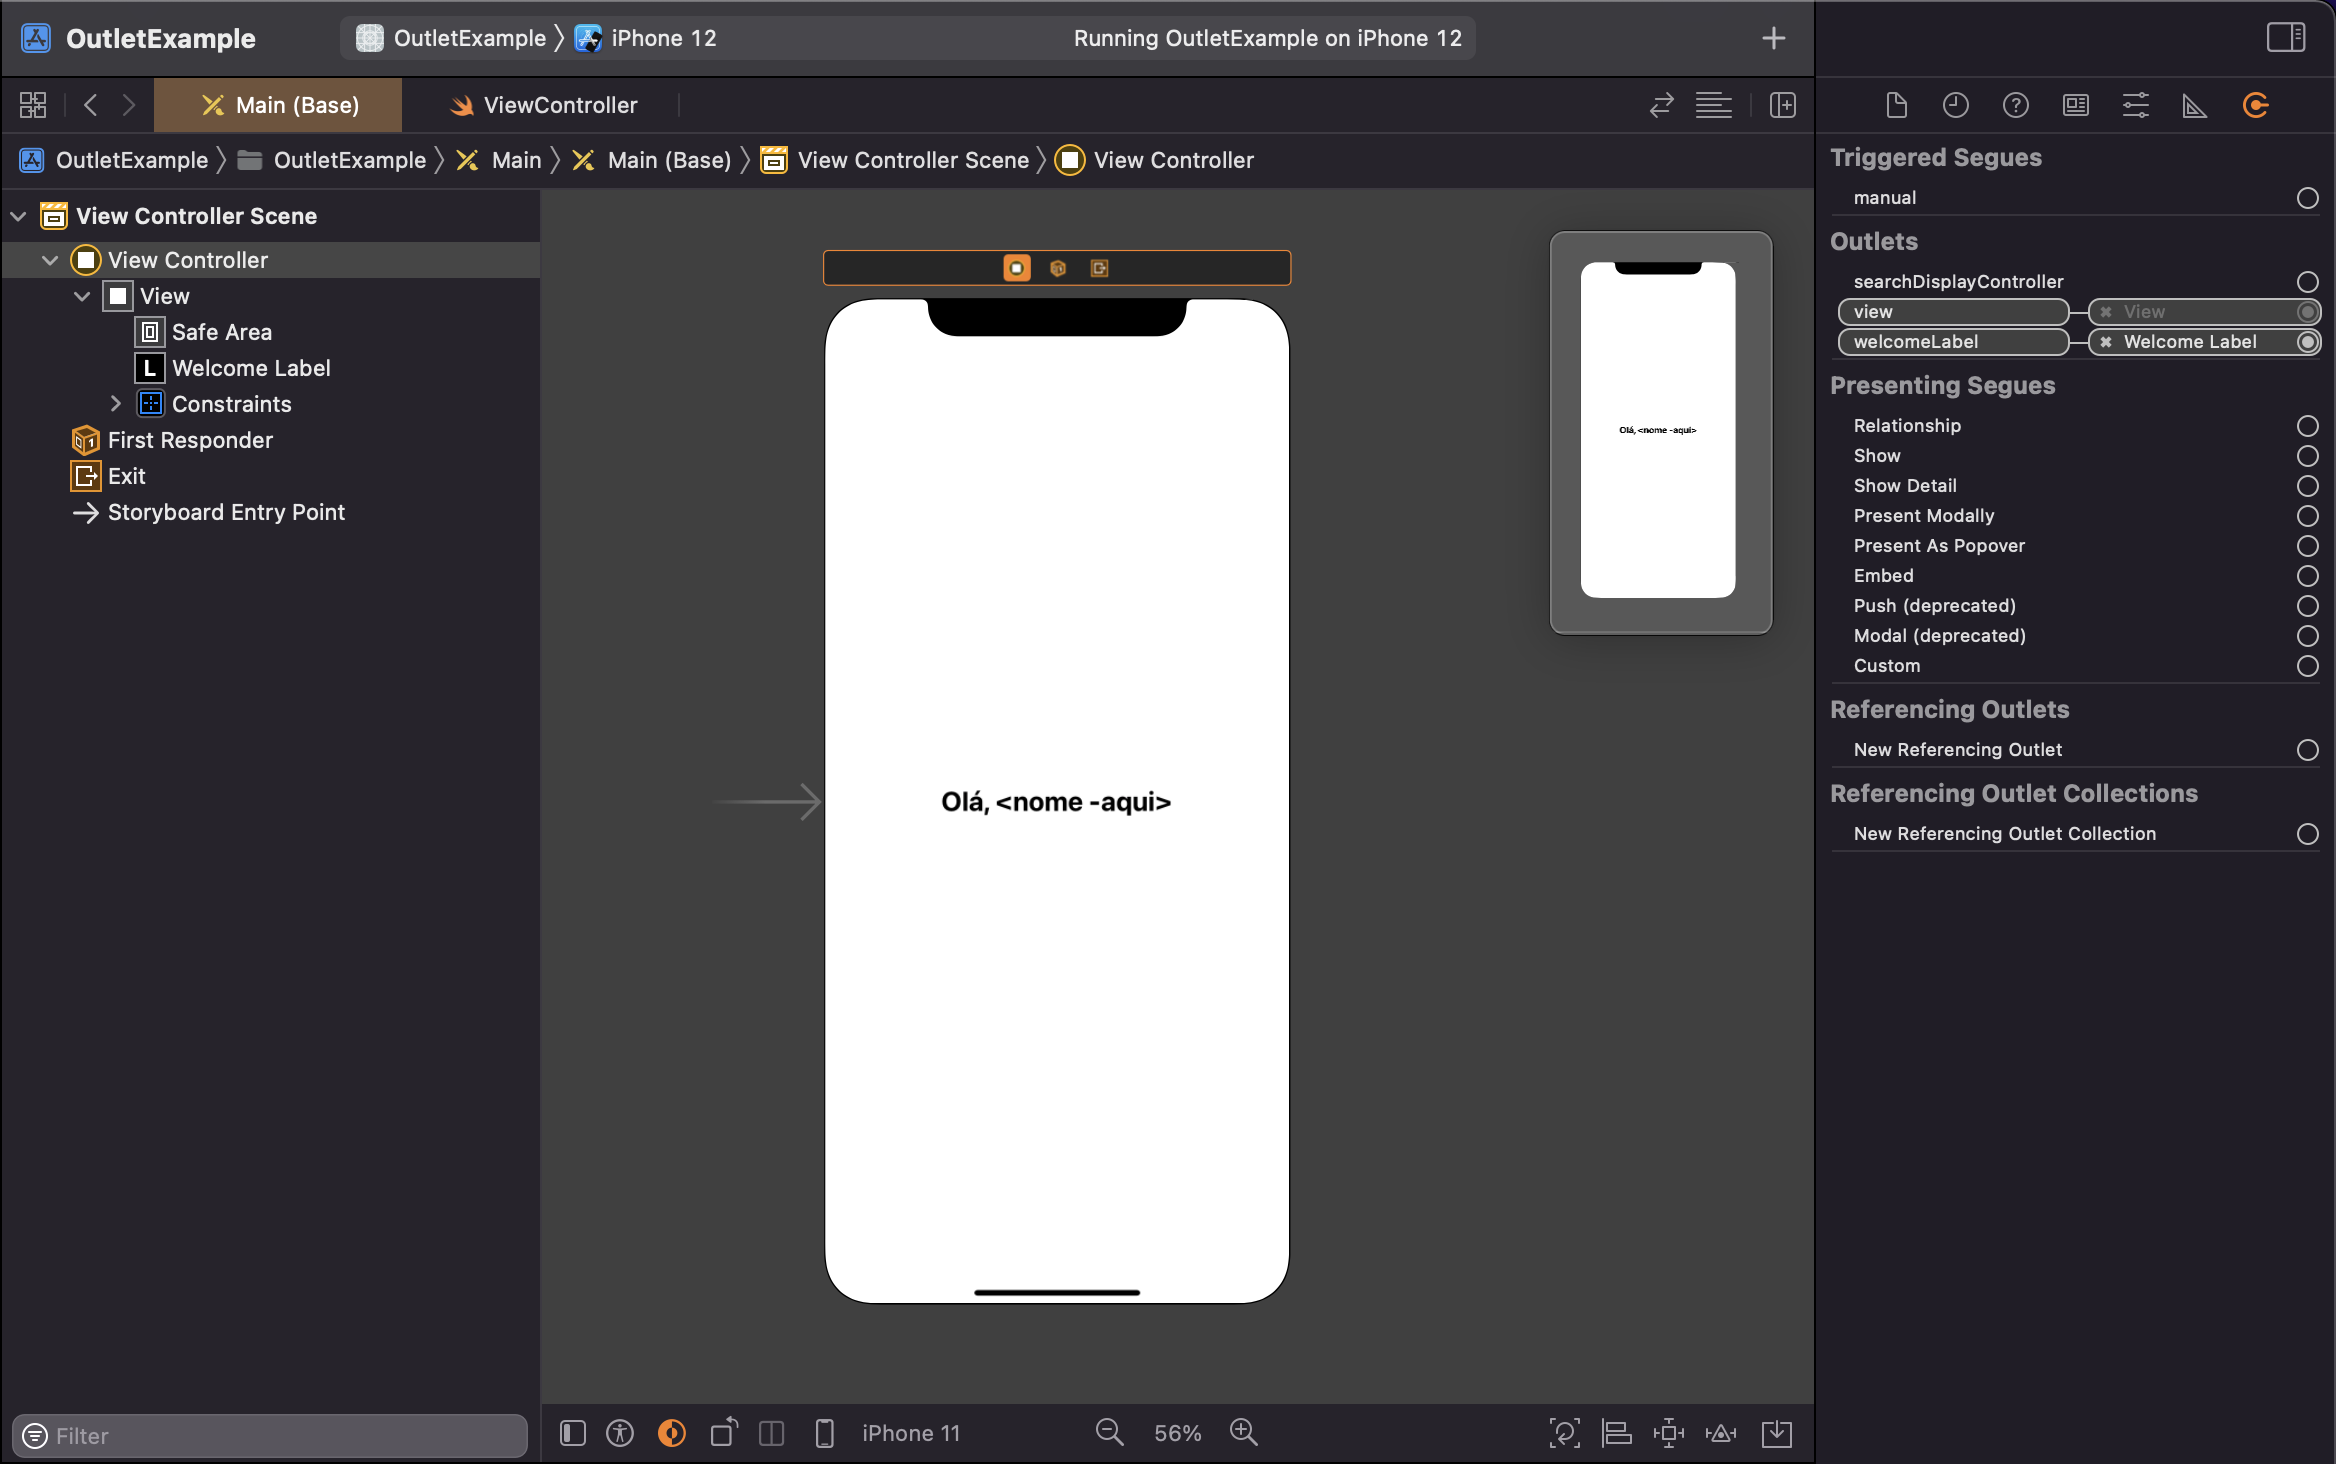 OutletExample
OutletExample
iPhone 12
Running OutletExample on iPhone 12
Main (Base)
ViewController
OutletExample
OutletExample
Main
Main (Base)
View Controller Scene
View Controller
View Controller Scene
View Controller
View
Safe Area
L Welcome Label
Constraints
First Responder
Exit
Storyboard Entry Point
Filter
Olá, <nome -aqui>
Olá, <nome -aqui>
iPhone 11
56%
Triggered Segues
manual
Outlets
searchDisplayController
view
View
welcomeLabel
Welcome Label
Presenting Segues
Relationship
Show
Show Detail
Present Modally
Present As Popover
Embed
Push (deprecated)
Modal (deprecated)
Custom
Referencing Outlets
New Referencing Outlet
Referencing Outlet Collections
New Referencing Outlet Collection